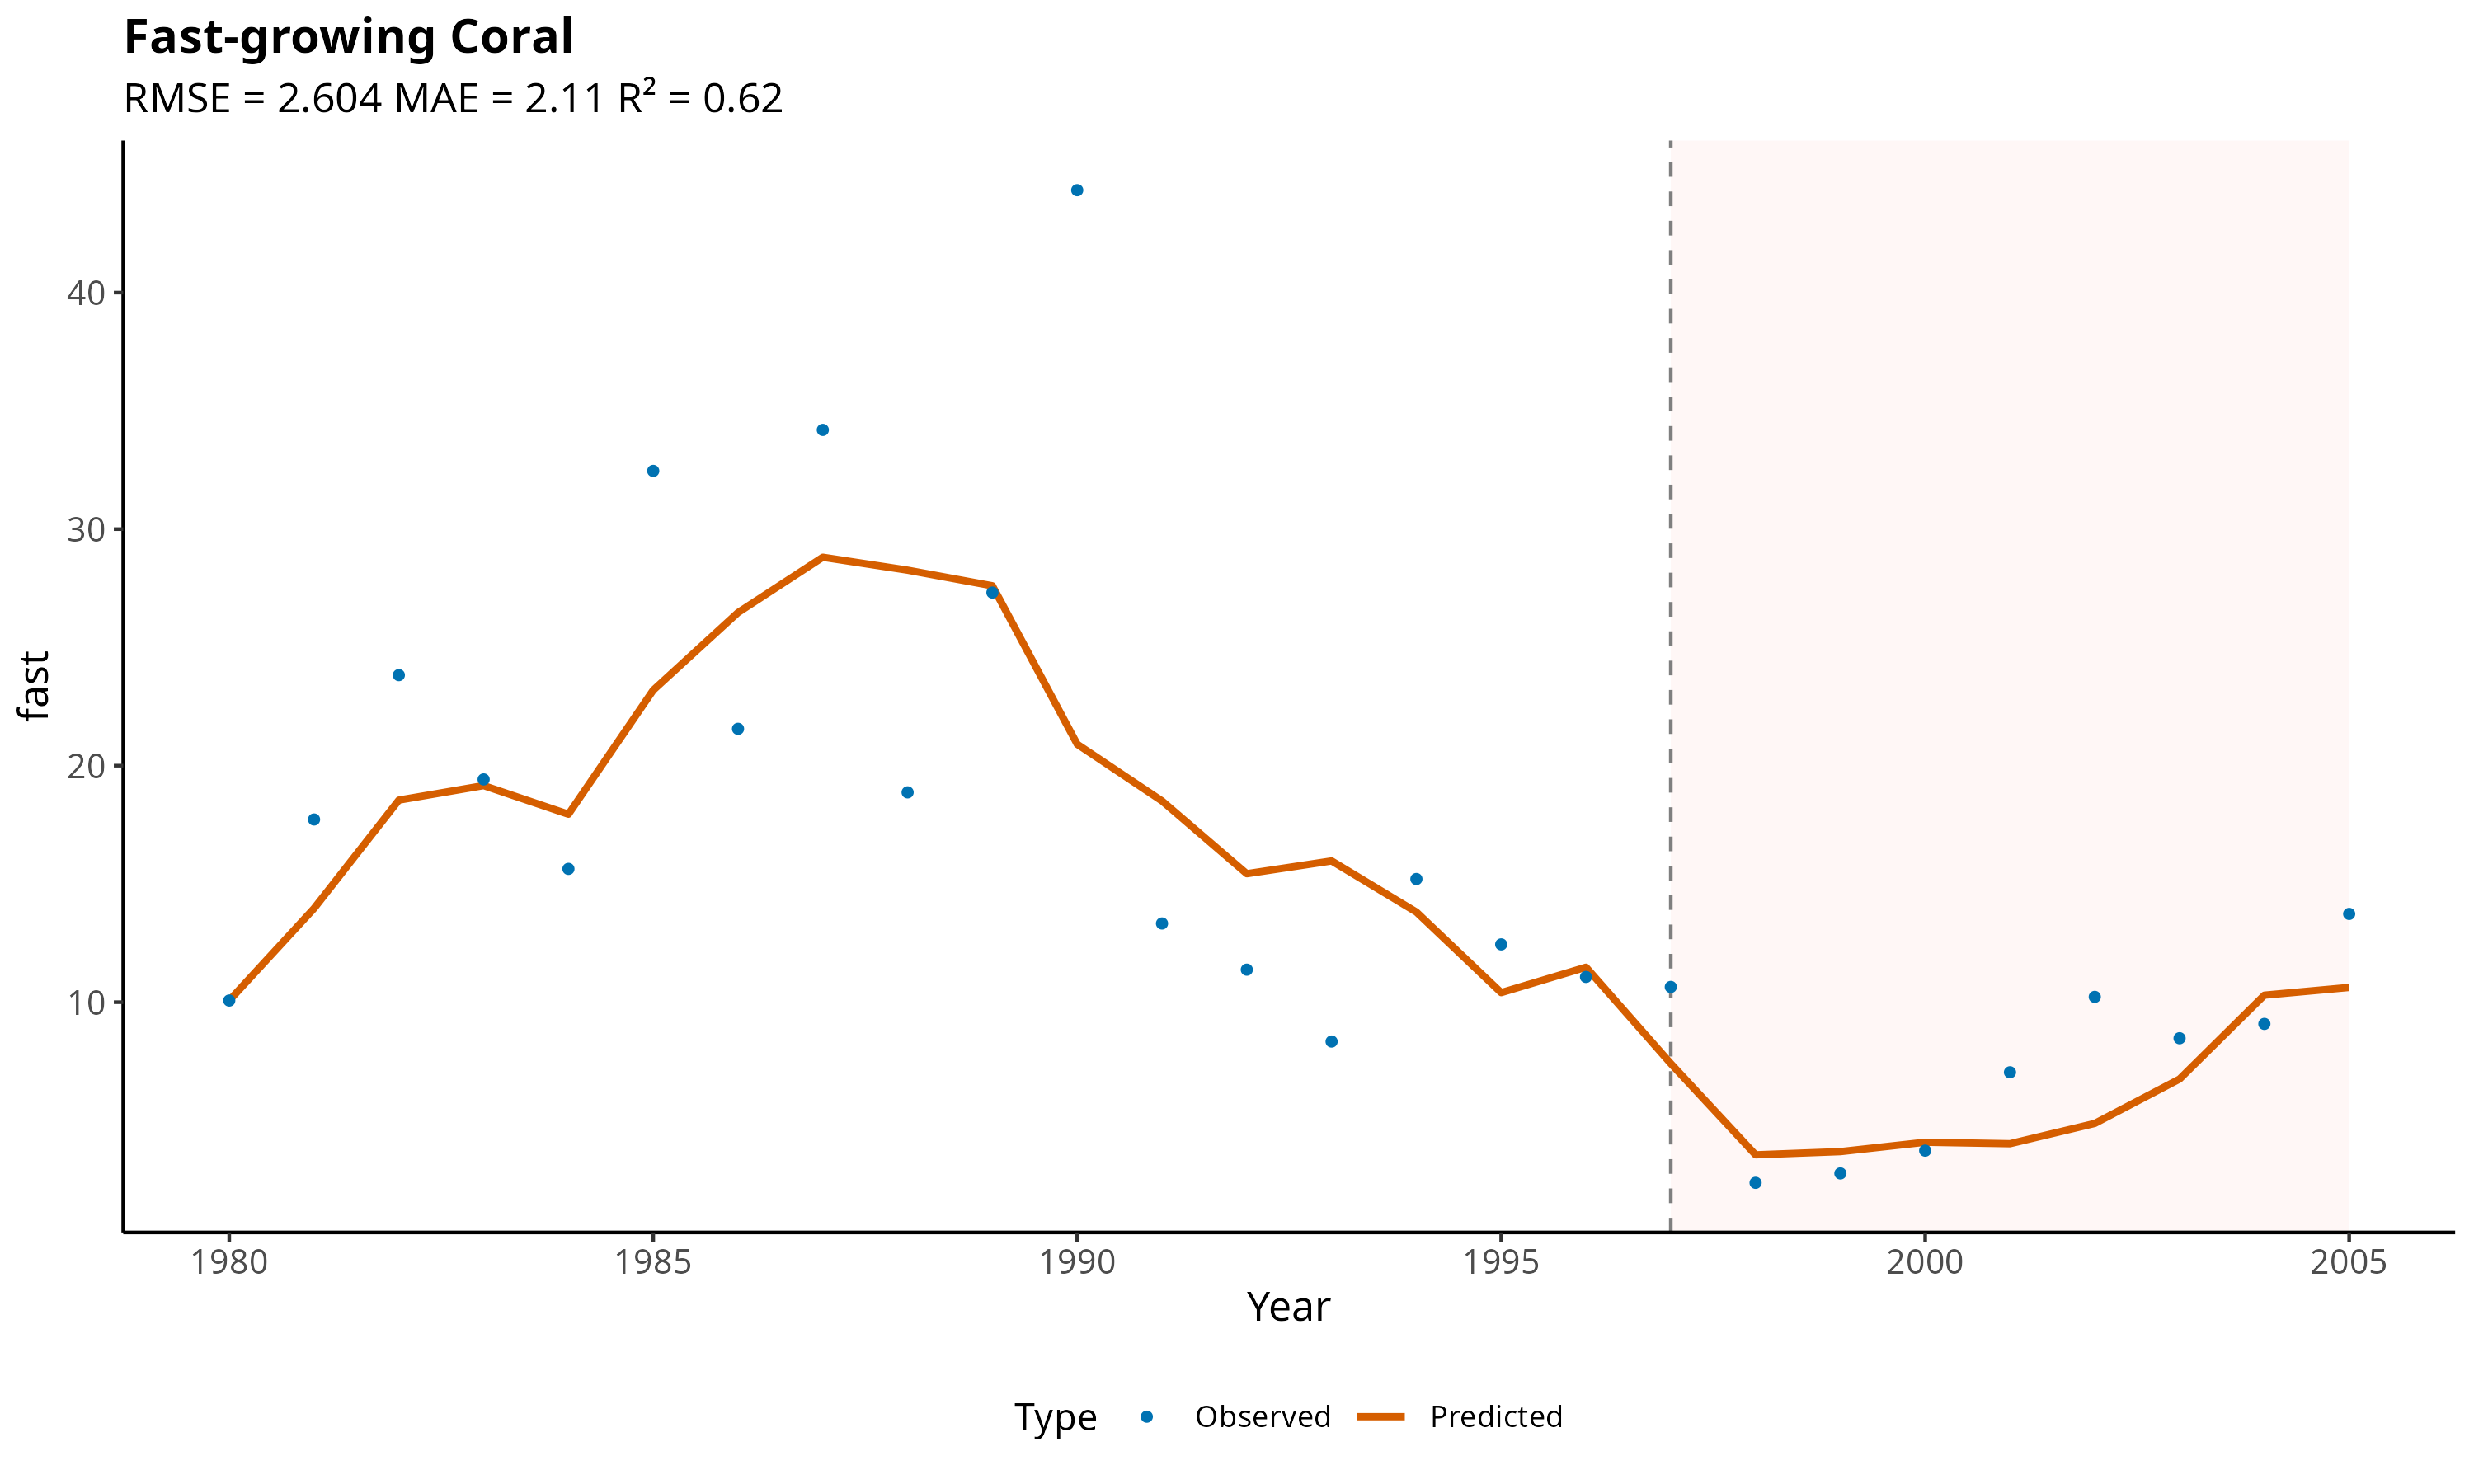 Fast-growing Coral
RMSE = 2.604 MAE = 2.11 R² = 0.62
fast
40
30
20
10
1980 1985 1990 1995 2000 2005
Year
Type Observed Predicted